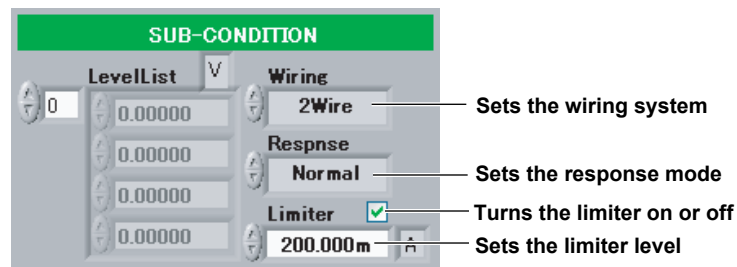 SUB-CONDITION
LevelList V
0
0.00000
0.00000
0.00000
0.00000
Wiring
2Wire
Respnse
Normal
Limiter
200.000m A
Sets the wiring system
Sets the response mode
Turns the limiter on or off
Sets the limiter level